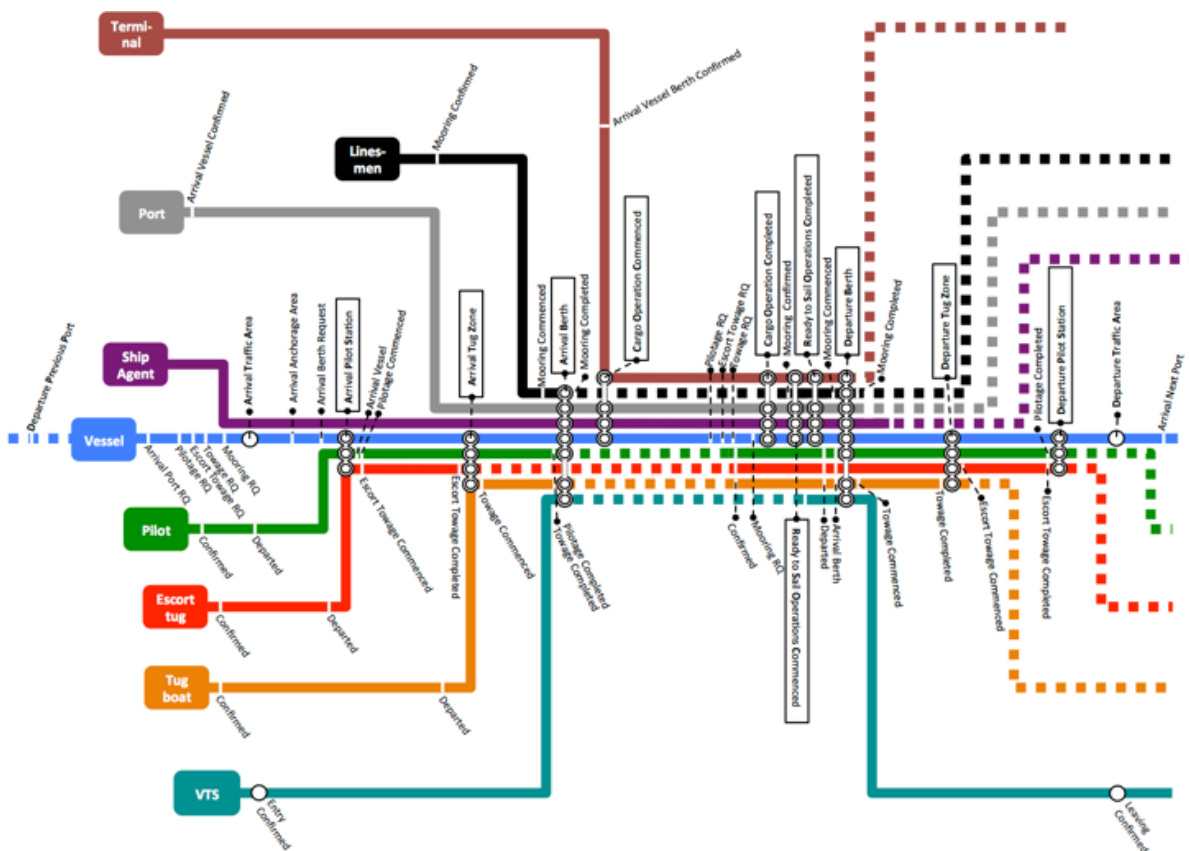 Termi-
nal
Arrival Vessel Berth Confirmed
Mooring Confirmed
Lines-
men
Arrival Vessel Confirmed
Port
Ship
Agent
Departure Previous Port
Vessel
Arrival Port RQ
Pilotage RQ
Escort Towage RQ
Towage RQ
Mooring RQ
Arrival Traffic Area
Arrival Anchorage Area
Arrival Berth Request
Arrival Pilot Station
Arrival Vessel
Pilotage Commenced
Arrival Tug Zone
Mooring Commenced
Arrival Berth
Mooring Completed
Cargo Operation Commenced
Pilotage RQ
Escort Towage RQ
Towage RQ
Cargo Operation Completed
Mooring Confirmed
Ready to Sail Operations Completed
Mooring Commenced
Departure Berth
Mooring Completed
Departure Tug Zone
Pilotage Completed
Departure Pilot Station
Departure Traffic Area
Arrival Next Port
Escort Towage Commenced
Escort Towage Completed
Towage Commenced
Pilotage Completed
Towage Completed
Confirmed
Mooring RQ
Ready to Sail Operations Commenced
Departed
Arrival Berth
Towage Commenced
Towage Completed
Escort Towage Commenced
Escort Towage Completed
Pilot
Confirmed
Departed
Escort
tug
Confirmed
Departed
Tug
boat
Confirmed
Departed
VTS
Entry
Confirmed
Leaving
Confirmed